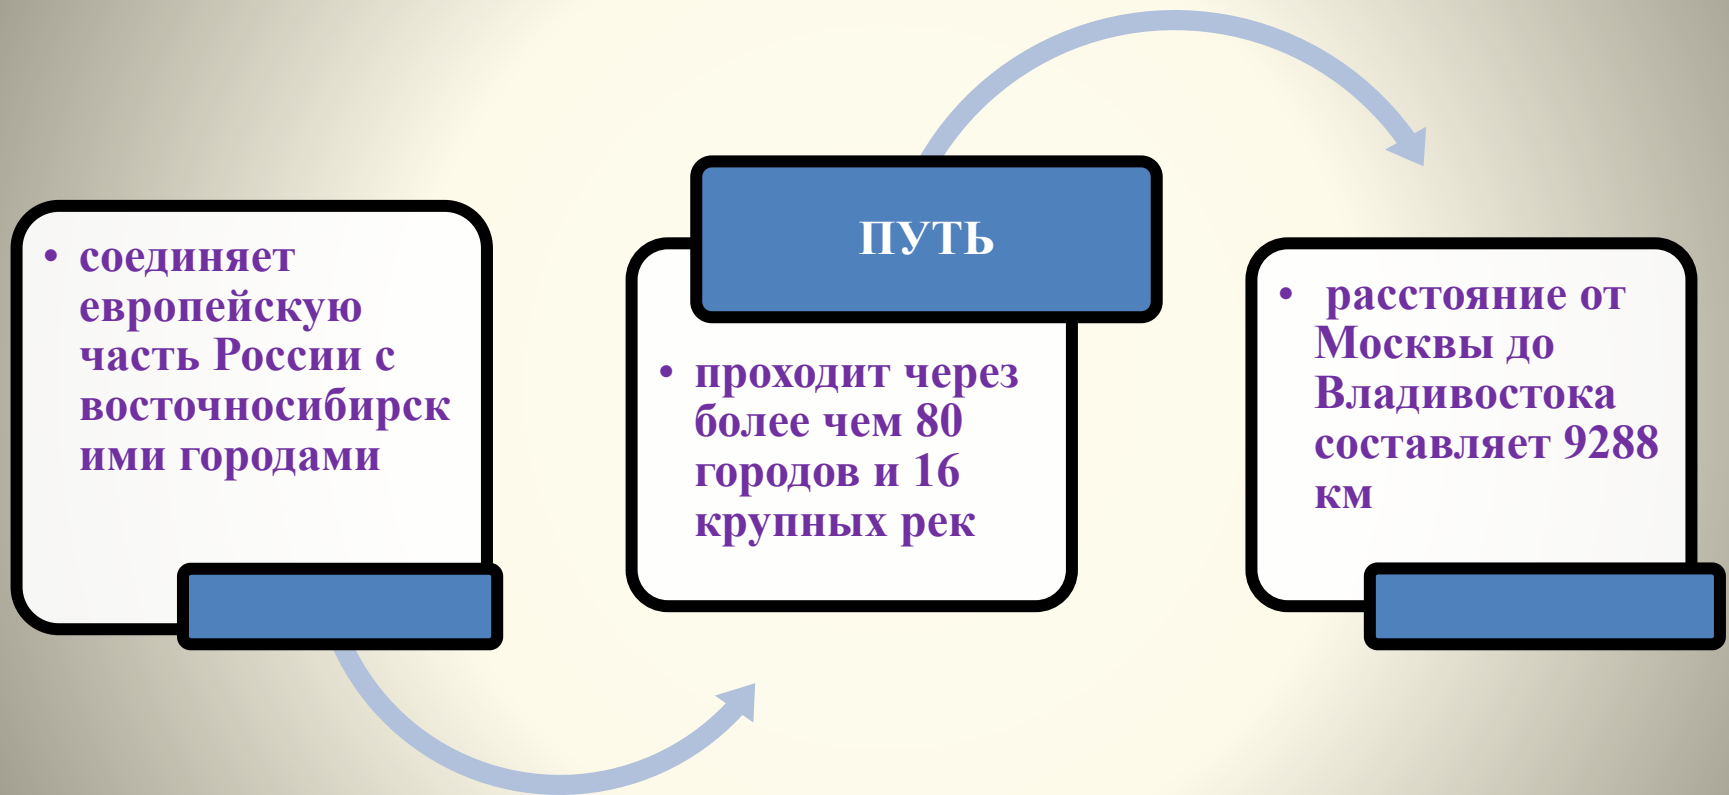 • соединяет
европейскую
часть России с
восточносибирск
ими городами
ПУТЬ
• проходит через
более чем 80
городов и 16
крупных рек
• расстояние от
Москвы до
Владивостока
составляет 9288
км